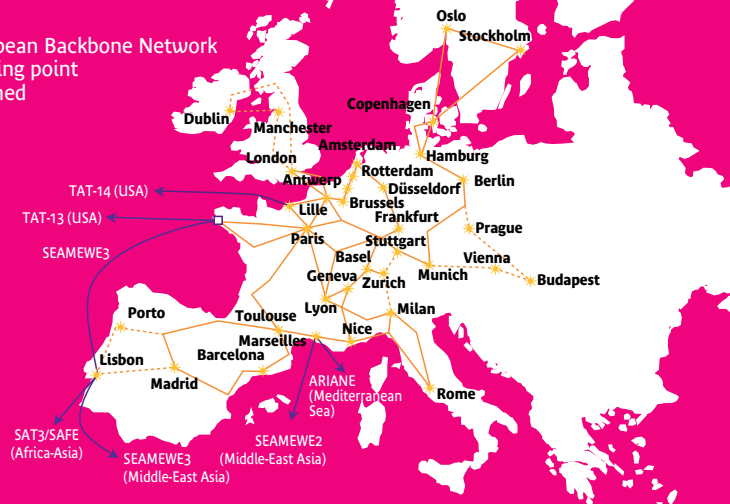 pean Backbone Network
ing point
ned
Oslo
Stockholm
Copenhagen
Dublin
Manchester
Amsterdam
London
Hamburg
Rotterdam
Antwerp
Düsseldorf
Berlin
TAT-14 (USA)
Lille
Brussels
TAT-13 (USA)
Frankfurt
Paris
Stuttgart
Prague
SEAMEWE3
Basel
Vienna
Geneva
Zurich
Munich
Budapest
Lyon
Milan
Porto
Toulouse
Nice
Marseilles
Lisbon
Barcelona
Madrid
ARIANE
(Mediterranean
Sea)
Rome
SAT3/SAFE
(Africa-Asia)
SEAMEWE3
(Middle-East Asia)
SEAMEWE2
(Middle-East Asia)